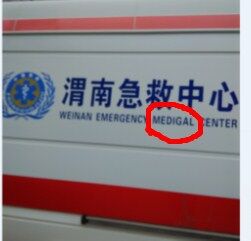 渭南急救中心
WEINAN EMERGENCY MEDIGAL CENTER